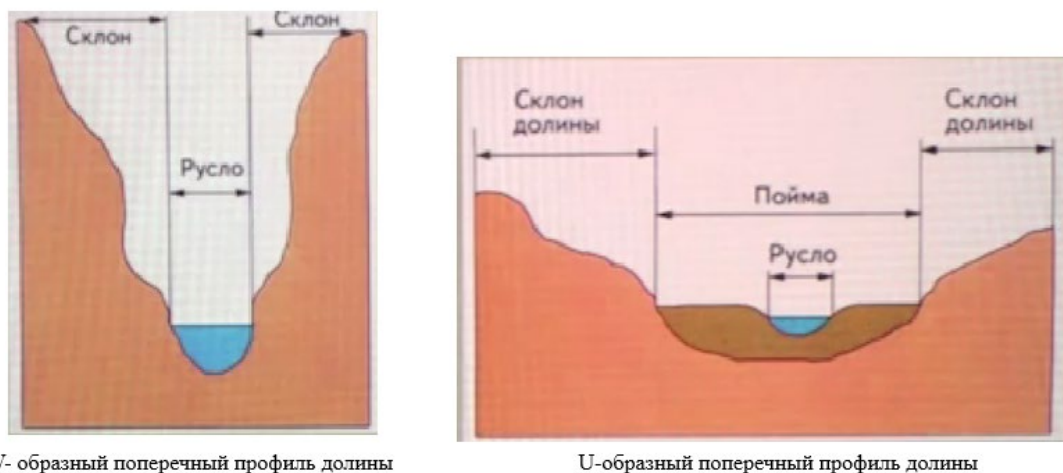 Склон
Склон
Русло
Склон
долины
Склон
долины
Пойма
Русло
V- образный поперечный профиль долины
U-образный поперечный профиль долины